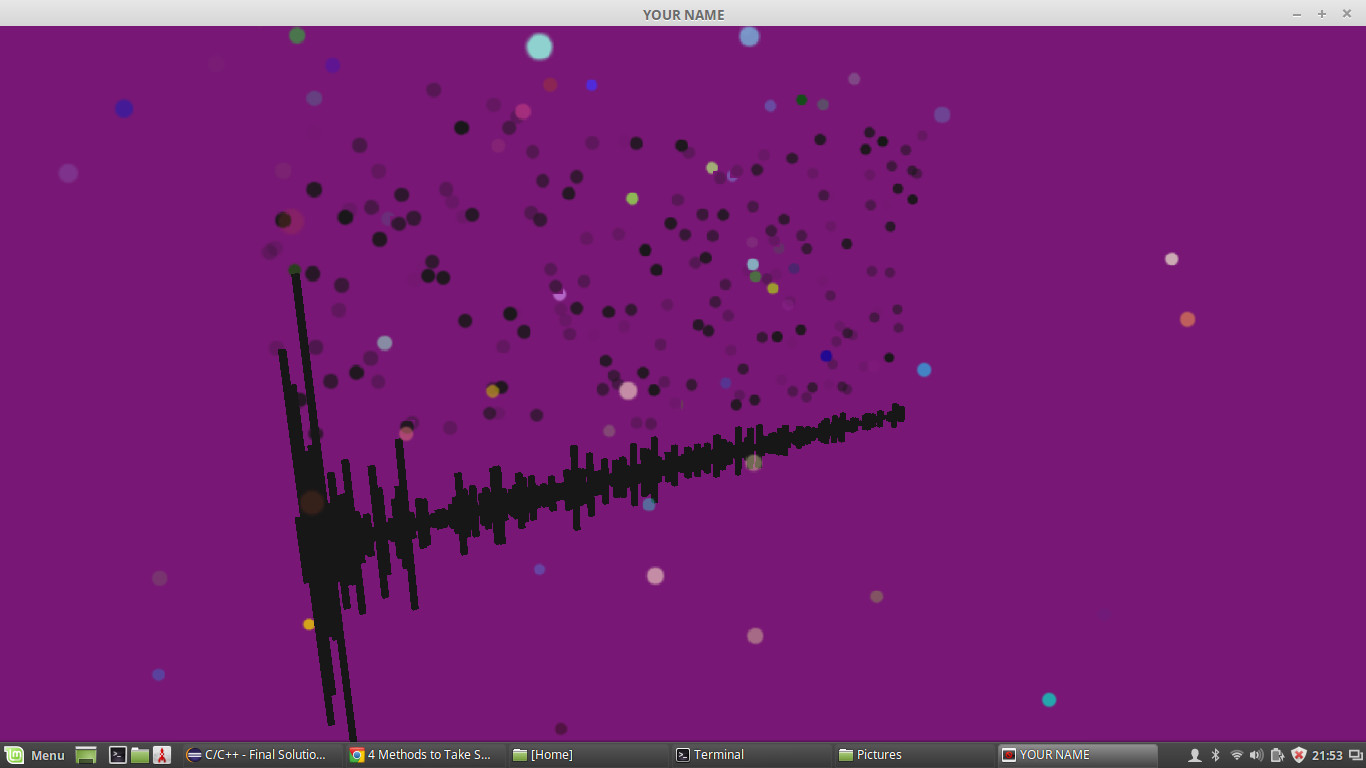 YOUR NAME
Menu
C/C++ - Final Solutio...
4 Methods to Take S...
[Home]
Terminal
Pictures
YOUR NAME
21:53